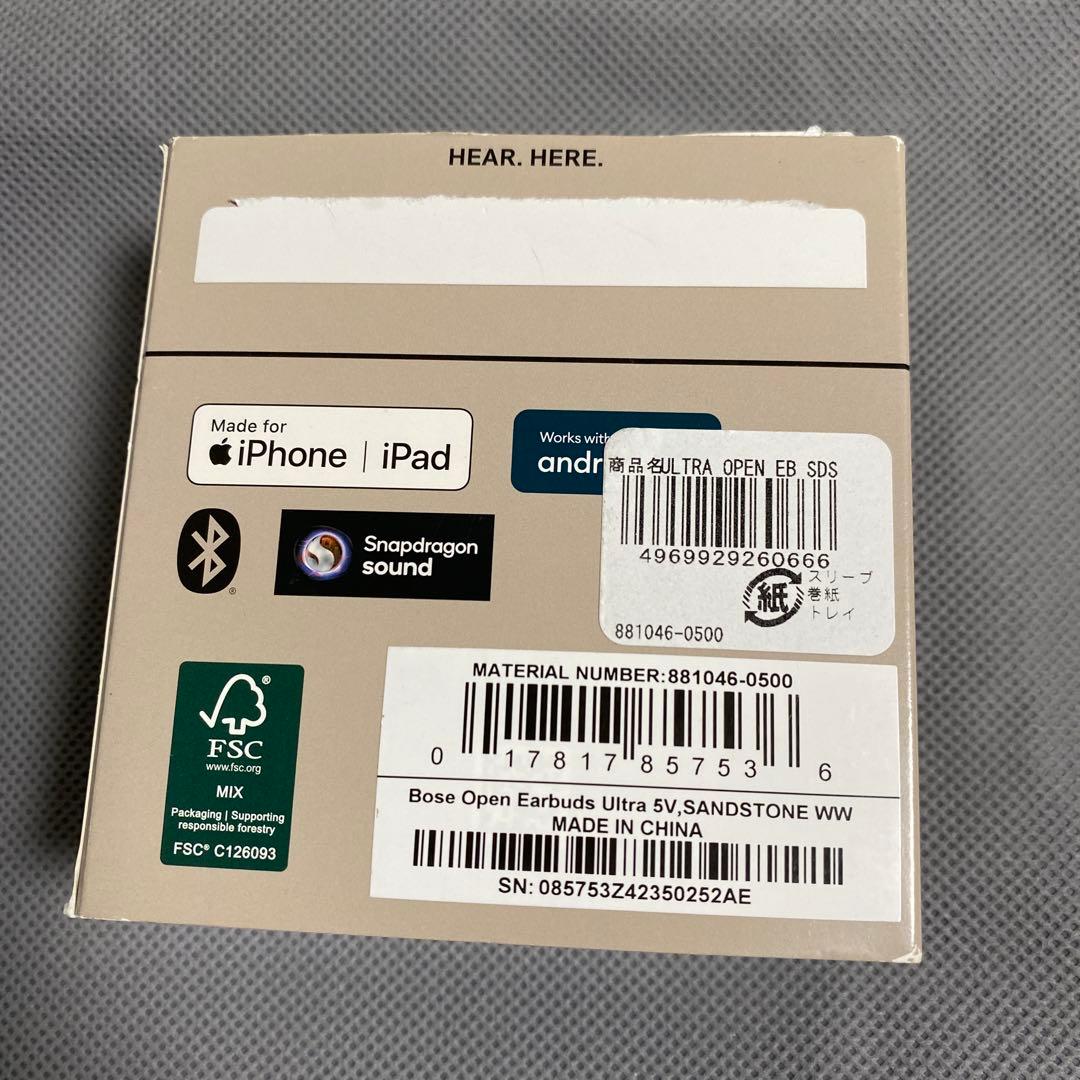 HEAR. HERE.
Made for
iPhone | iPad
Works with
andr
商品名ULTRA OPEN EB SDS
4969929260666
紙
スリーブ
巻紙
トレイ
881046-0500
Snapdragon
sound
MATERIAL NUMBER:881046-0500
0 17817 85753 6
Bose Open Earbuds Ultra 5V,SANDSTONE WW
MADE IN CHINA
SN: 085753Z42350252AE
FSC
www.fsc.org
MIX
Packaging | Supporting
responsible forestry
FSC® C126093